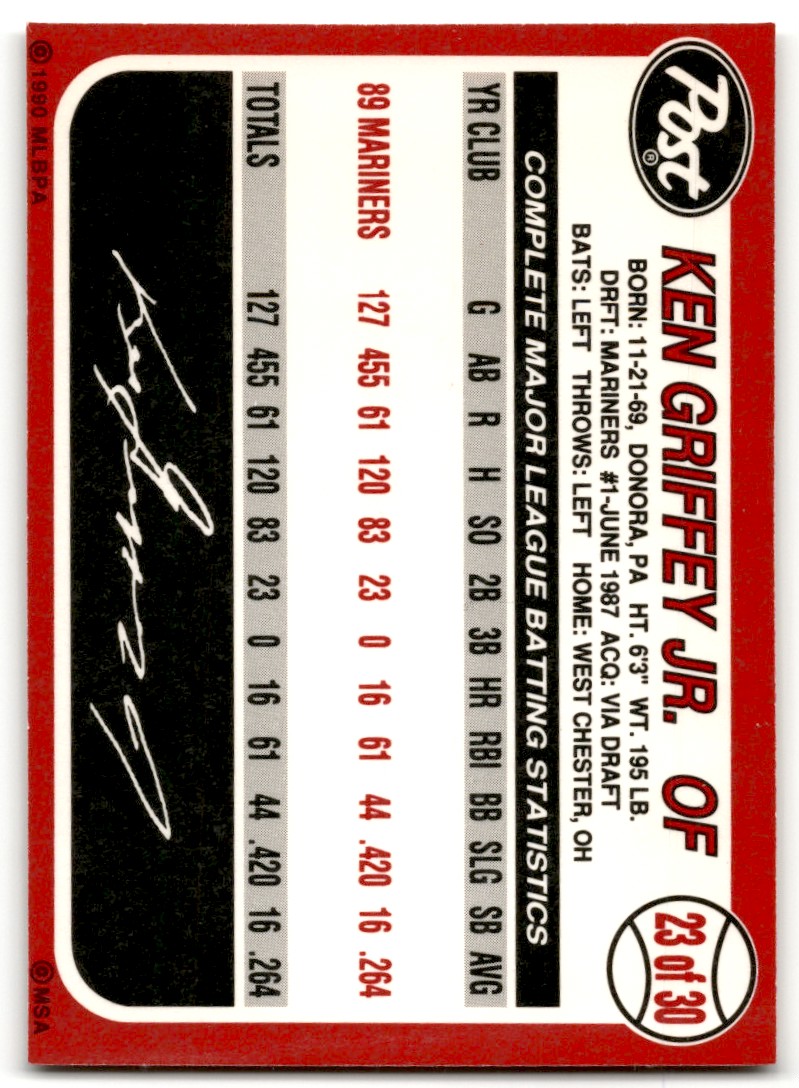 Post®
KEN GRIFFEY JR. OF
23 of 30
BORN: 11-21-69, DONORA, PA HT. 6'3" WT. 195 LB.
DRFT: MARINERS #1-JUNE 1987 ACQ: VIA DRAFT
BATS: LEFT THROWS: LEFT HOME: WEST CHESTER, OH
COMPLETE MAJOR LEAGUE BATTING STATISTICS
YR CLUB G AB R H SO 2B 3B HR RBI BB SLG SB AVG
89 MARINERS 127 455 61 120 83 23 0 16 61 44 .420 16 .264
TOTALS 127 455 61 120 83 23 0 16 61 44 .420 16 .264
Ken Griffey Jr
© 1990 MLBPA
© MSA